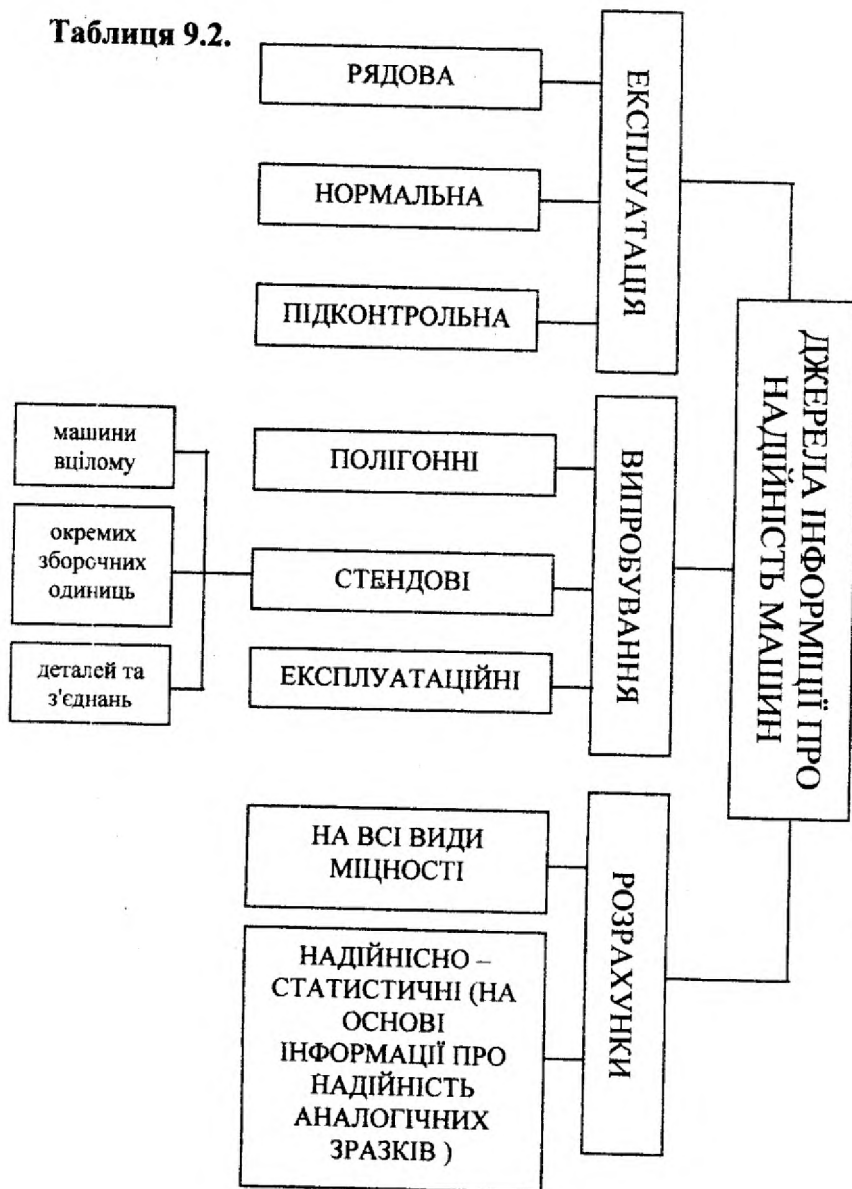 Таблиця 9.2.
ДЖЕРЕЛА ІНФОРМІЦІЇ ПРО
НАДІЙНІСТЬ МАШИН
ЕКСПЛУАТАЦІЯ
РЯДОВА
НОРМАЛЬНА
ПІДКОНТРОЛЬНА
ВИПРОБУВАННЯ
ПОЛІГОННІ
СТЕНДОВІ
ЕКСПЛУАТАЦІЙНІ
машини
вцілому
окремих
зборочних
одиниць
деталей та
з'єднань
РОЗРАХУНКИ
НА ВСІ ВИДИ
МІЦНОСТІ
НАДІЙНІСНО –
СТАТИСТИЧНІ (НА
ОСНОВІ
ІНФОРМАЦІЇ ПРО
НАДІЙНІСТЬ
АНАЛОГІЧНИХ
ЗРАЗКІВ )